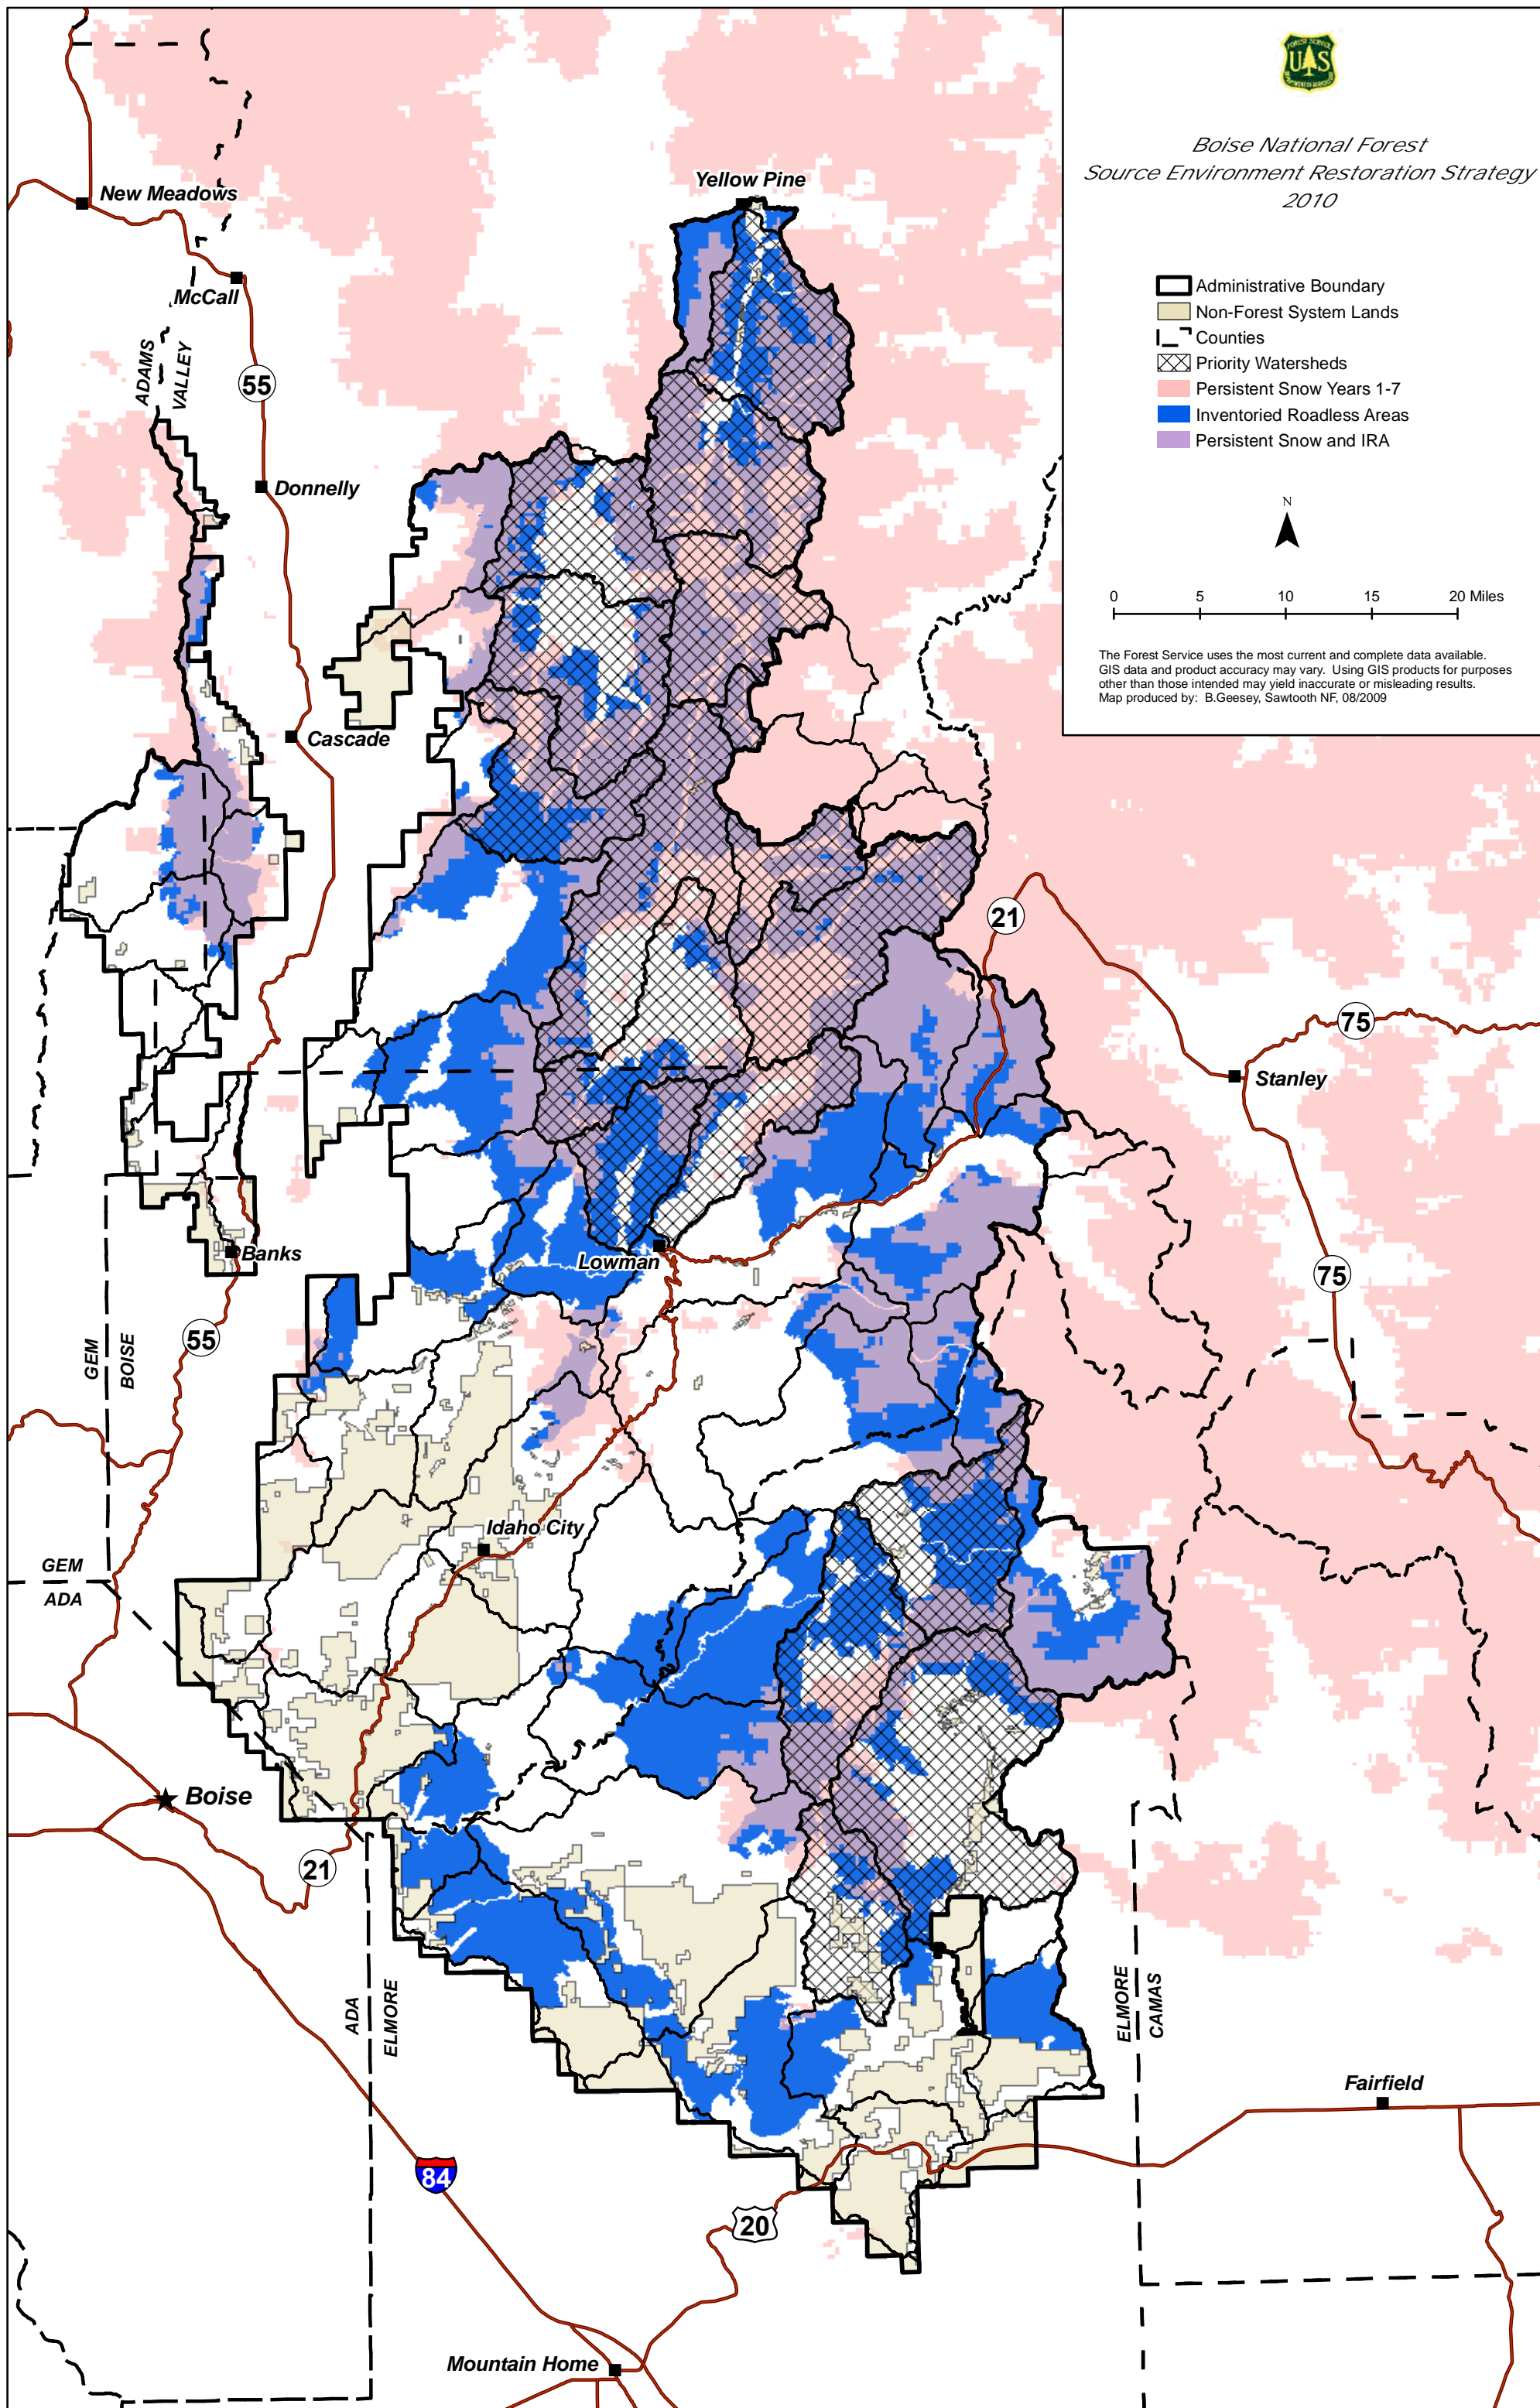 FOREST SERVICE
U S
DEPARTMENT OF AGRICULTURE
Boise National Forest
Source Environment Restoration Strategy
2010
Administrative Boundary
Non-Forest System Lands
Counties
Priority Watersheds
Persistent Snow Years 1-7
Inventoried Roadless Areas
Persistent Snow and IRA
N
0 5 10 15 20 Miles
The Forest Service uses the most current and complete data available.
GIS data and product accuracy may vary. Using GIS products for purposes
other than those intended may yield inaccurate or misleading results.
Map produced by: B.Geesey, Sawtooth NF, 08/2009
Yellow Pine
New Meadows
McCall
ADAMS
VALLEY
55
Donnelly
Cascade
21
75
Stanley
Banks
Lowman
75
55
GEM
BOISE
Idaho City
GEM
ADA
Boise
21
ADA
ELMORE
ELMORE
CAMAS
Fairfield
84
20
Mountain Home